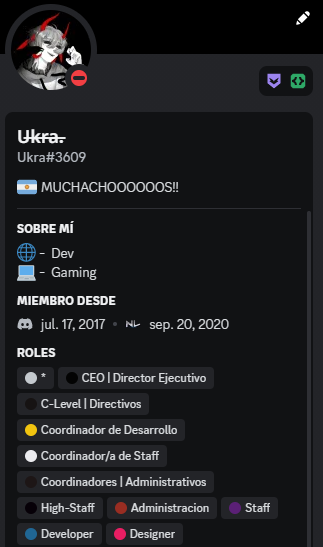 Ukra.
Ukra#3609
MUCHACHOOOOOOS!!
SOBRE MÍ
- Dev
- Gaming
MIEMBRO DESDE
jul. 17, 2017 • NL sep. 20, 2020
ROLES
* CEO | Director Ejecutivo
C-Level | Directivos
Coordinador de Desarrollo
Coordinador/a de Staff
Coordinadores | Administrativos
High-Staff Administracion Staff
Developer Designer